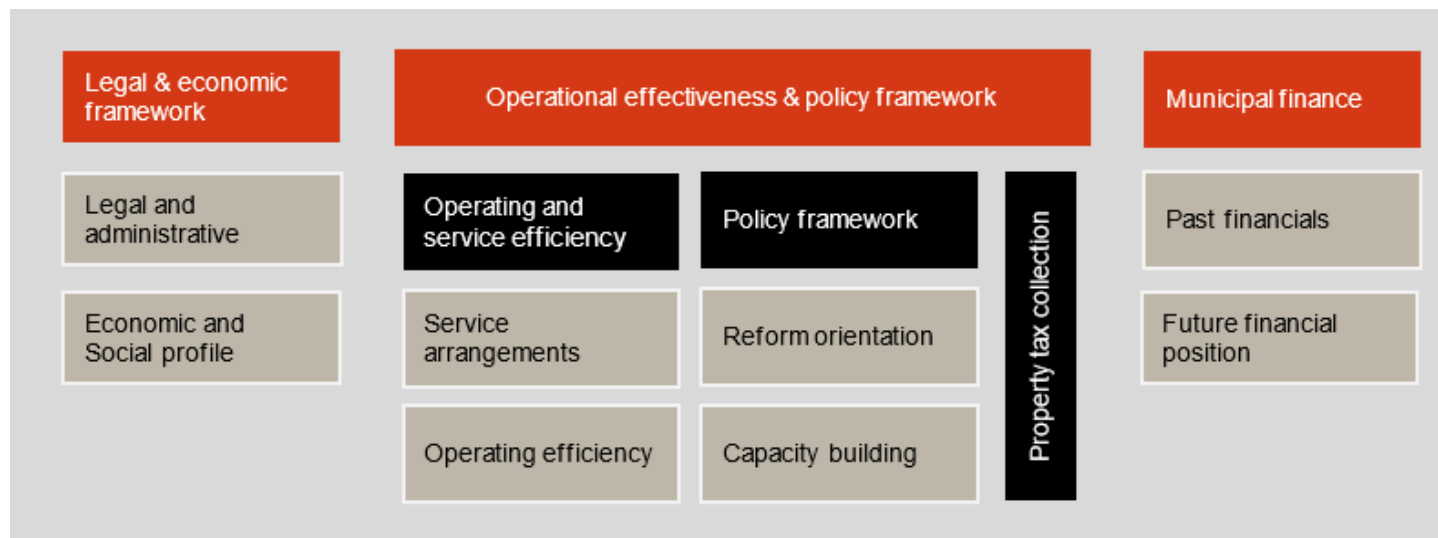 Legal & economic
framework
Operational effectiveness & policy framework
Municipal finance
Legal and
administrative
Operating and
service efficiency
Policy framework
Property tax collection
Past financials
Economic and
Social profile
Service
arrangements
Reform orientation
Future financial
position
Operating efficiency
Capacity building